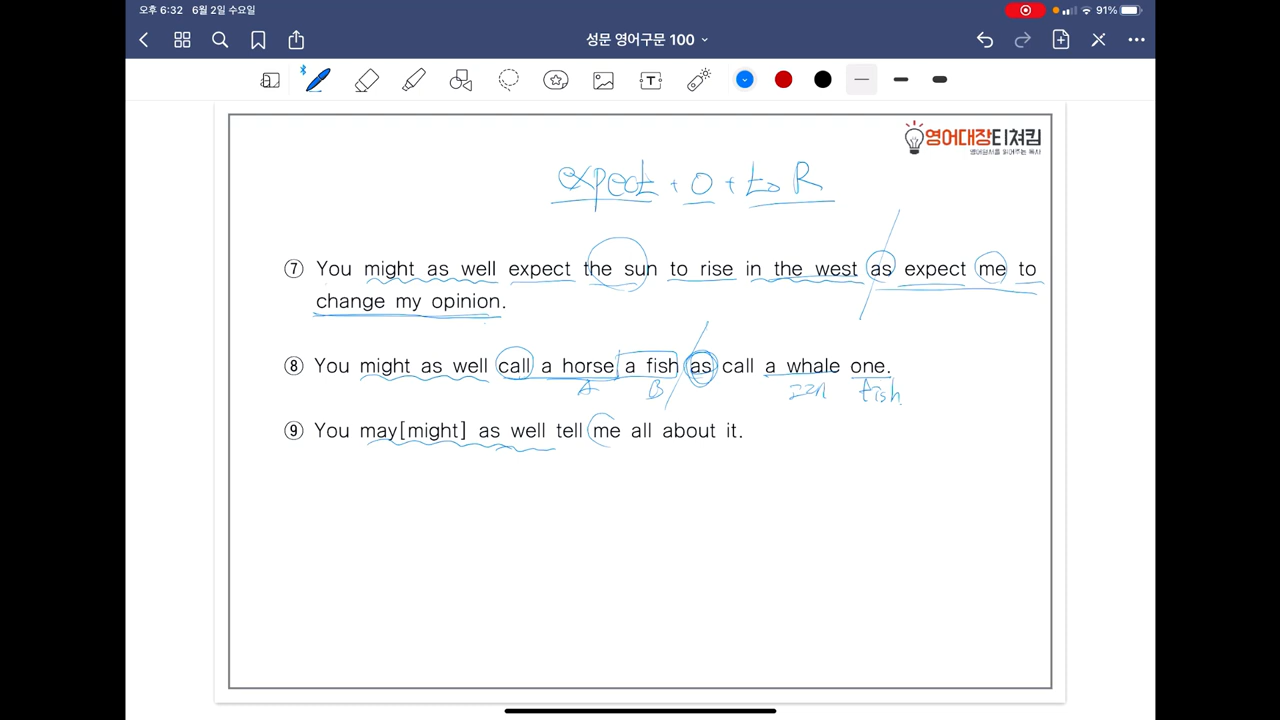 오후 6:32 6월 2일 수요일
91%
성문 영어구문 100
영어대장티쳐킴
expect + O + to R
⑦ You might as well expect the sun to rise in the west as expect me to
change my opinion.
⑧ You might as well call a horse a fish as call a whale one.
A B 고래 fish
⑨ You may[might] as well tell me all about it.